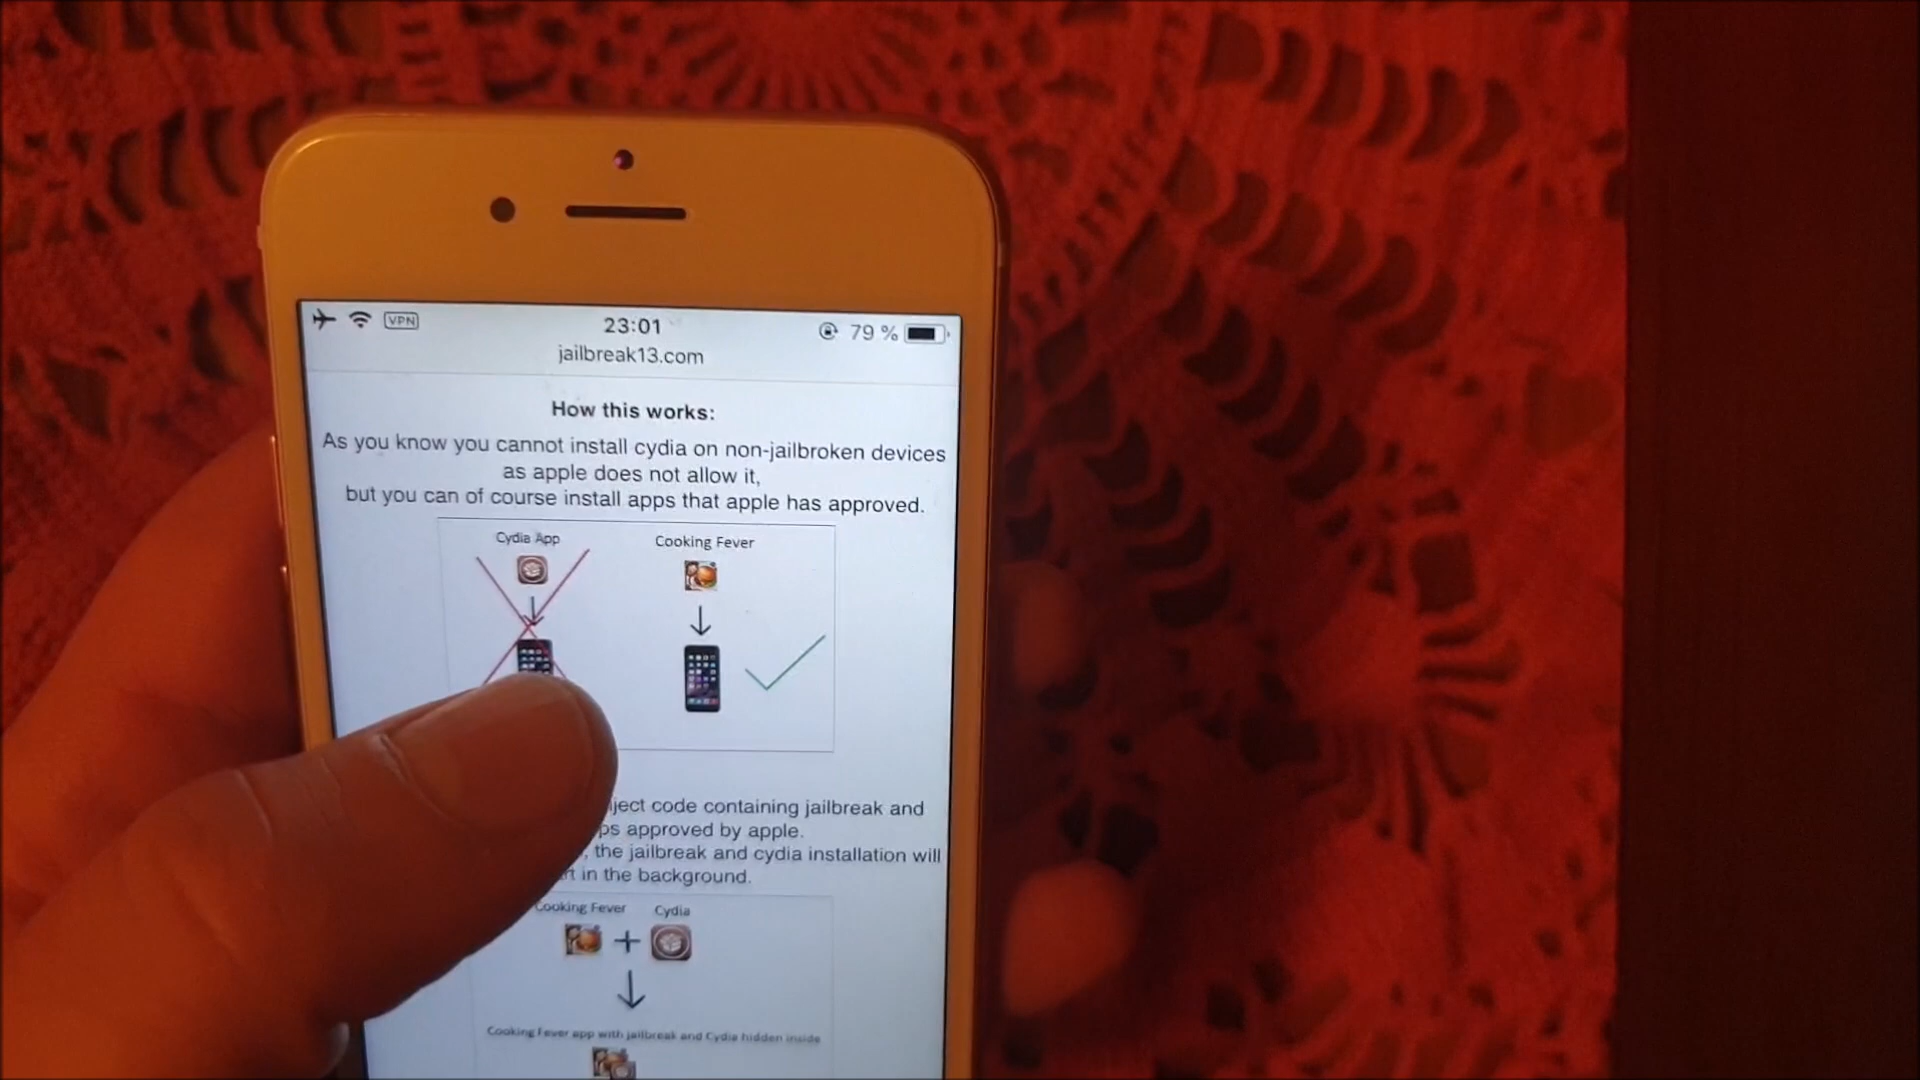 VPN
23:01
79 %
jailbreak13.com
How this works:
As you know you cannot install cydia on non-jailbroken devices
as apple does not allow it,
but you can of course install apps that apple has approved.
Cydia App
Cooking Fever
code containing jailbreak and
approved by apple.
, the jailbreak and cydia installation will
in the background.
Cooking Fever
Cydia
+
Cooking Fever app with jailbreak and Cydia hidden inside